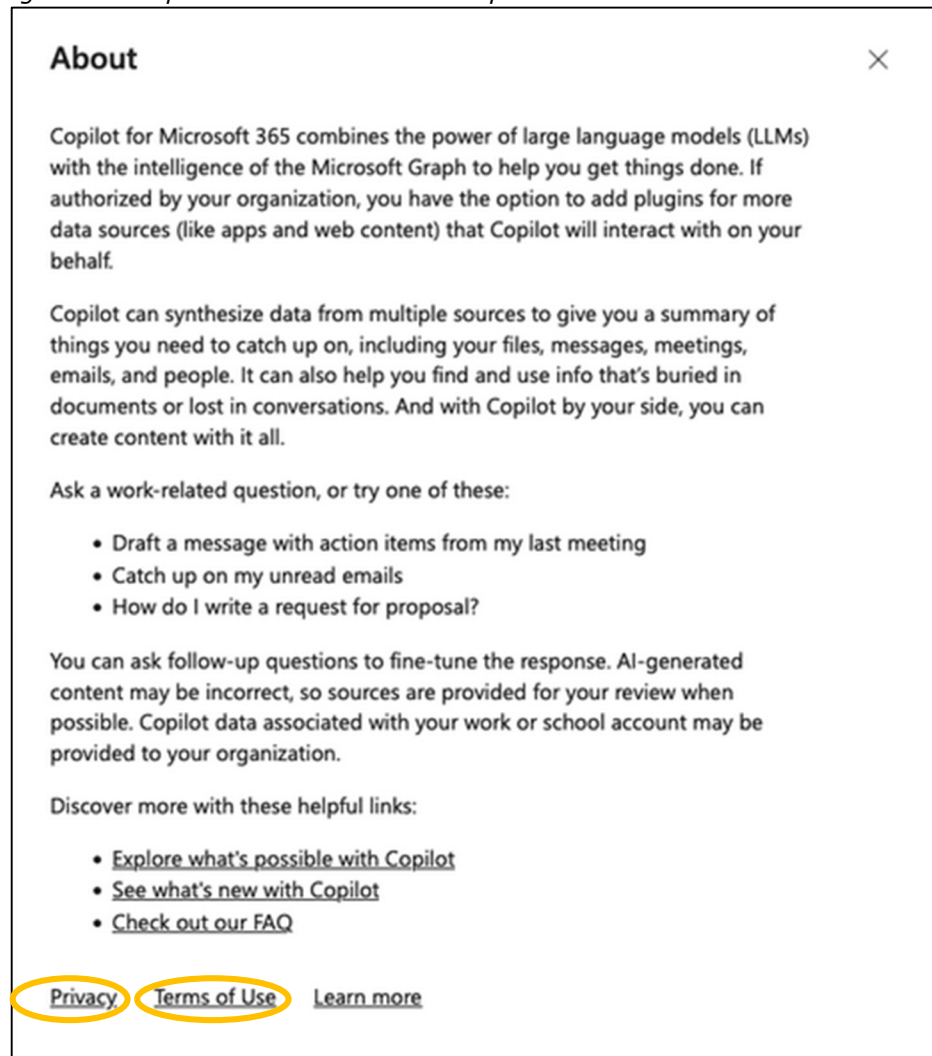 About
Copilot for Microsoft 365 combines the power of large language models (LLMs)
with the intelligence of the Microsoft Graph to help you get things done. If
authorized by your organization, you have the option to add plugins for more
data sources (like apps and web content) that Copilot will interact with on your
behalf.
Copilot can synthesize data from multiple sources to give you a summary of
things you need to catch up on, including your files, messages, meetings,
emails, and people. It can also help you find and use info that's buried in
documents or lost in conversations. And with Copilot by your side, you can
create content with it all.
Ask a work-related question, or try one of these:
• Draft a message with action items from my last meeting
• Catch up on my unread emails
• How do I write a request for proposal?
You can ask follow-up questions to fine-tune the response. AI-generated
content may be incorrect, so sources are provided for your review when
possible. Copilot data associated with your work or school account may be
provided to your organization.
Discover more with these helpful links:
• Explore what's possible with Copilot
• See what's new with Copilot
• Check out our FAQ
Privacy Terms of Use Learn more